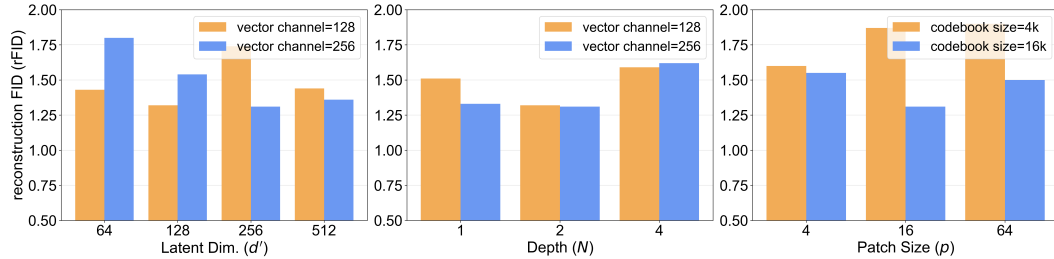 reconstruction FID (rFID)
2.00
1.75
1.50
1.25
1.00
0.75
0.50
vector channel=128
vector channel=256
64 128 256 512
Latent Dim. (d′)
2.00
1.75
1.50
1.25
1.00
0.75
0.50
vector channel=128
vector channel=256
1 2 4
Depth (N)
2.00
1.75
1.50
1.25
1.00
0.75
0.50
codebook size=4k
codebook size=16k
4 16 64
Patch Size (p)